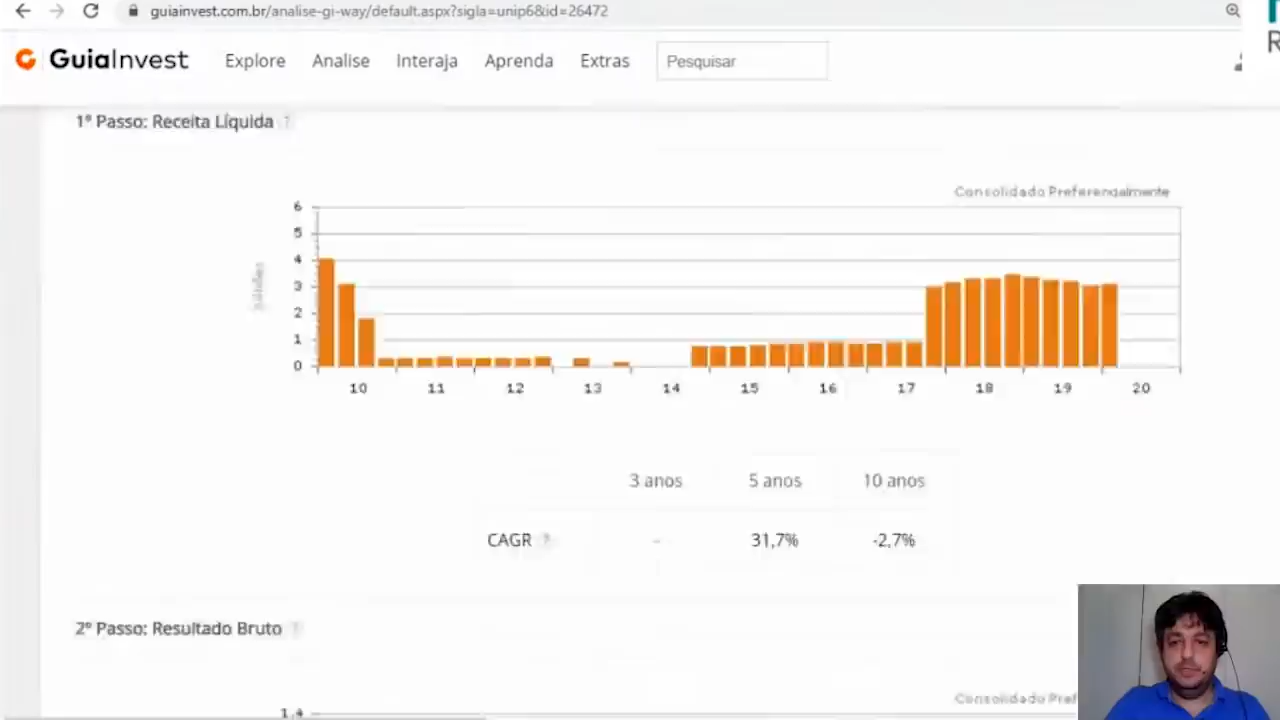 guiainvest.com.br/analise-gi-way/default.aspx?sigla=unip6&id=26472
GuiaInvest Explore Analise Interaja Aprenda Extras Pesquisar
1º Passo: Receita Líquida ?
Consolidado Preferencialmente
6
5
4
3
2
1
0
10 11 12 13 14 15 16 17 18 19 20
3 anos 5 anos 10 anos
CAGR ? - 31,7% -2,7%
2º Passo: Resultado Bruto ?
Consolidado Pref
1.4